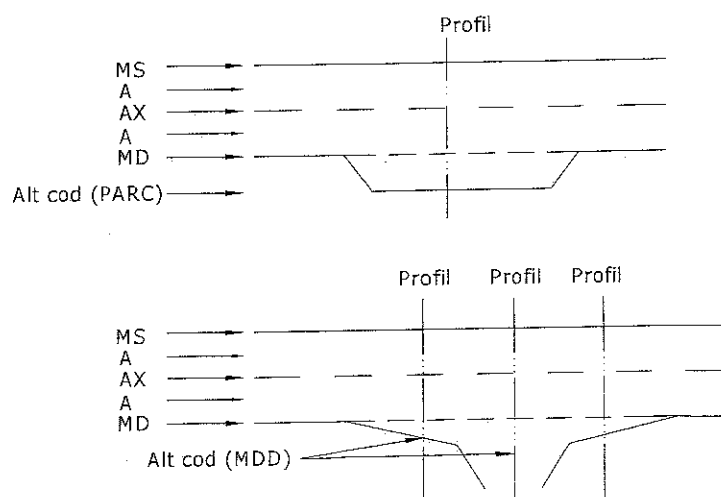 Profil
MS
A
AX
A
MD
Alt cod (PARC)
Profil Profil Profil
MS
A
AX
A
MD
Alt cod (MDD)